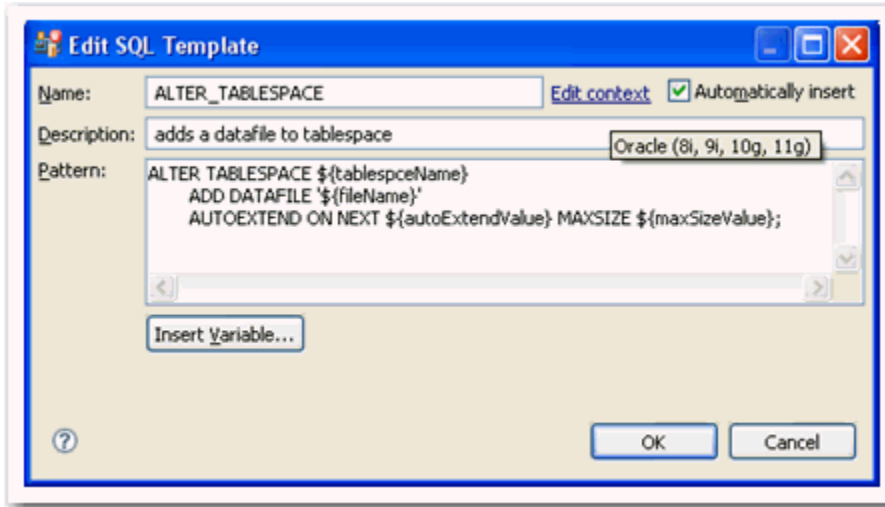 Edit SQL Template
Name: ALTER_TABLESPACE Edit context Automatically insert
Description: adds a datafile to tablespace
Oracle (8i, 9i, 10g, 11g)
Pattern: ALTER TABLESPACE ${tablespceName}
ADD DATAFILE '${fileName}'
AUTOEXTEND ON NEXT ${autoExtendValue} MAXSIZE ${maxSizeValue};
Insert Variable...
? OK Cancel